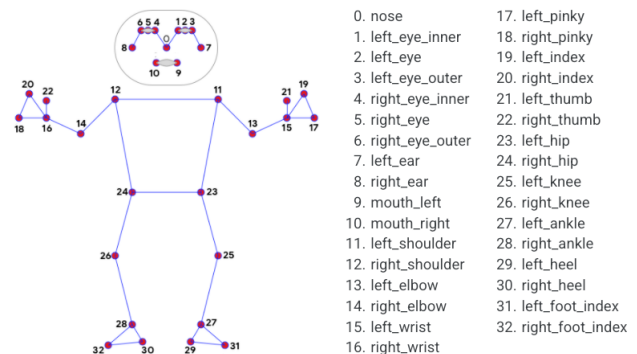 6 5 4 1 2 3
0
8 7
10 9
20 22 12 11 21 19
18 16 14 13 15 17
24 23
26 25
28 27
32 30 29 31
0. nose
1. left_eye_inner
2. left_eye
3. left_eye_outer
4. right_eye_inner
5. right_eye
6. right_eye_outer
7. left_ear
8. right_ear
9. mouth_left
10. mouth_right
11. left_shoulder
12. right_shoulder
13. left_elbow
14. right_elbow
15. left_wrist
16. right_wrist
17. left_pinky
18. right_pinky
19. left_index
20. right_index
21. left_thumb
22. right_thumb
23. left_hip
24. right_hip
25. left_knee
26. right_knee
27. left_ankle
28. right_ankle
29. left_heel
30. right_heel
31. left_foot_index
32. right_foot_index